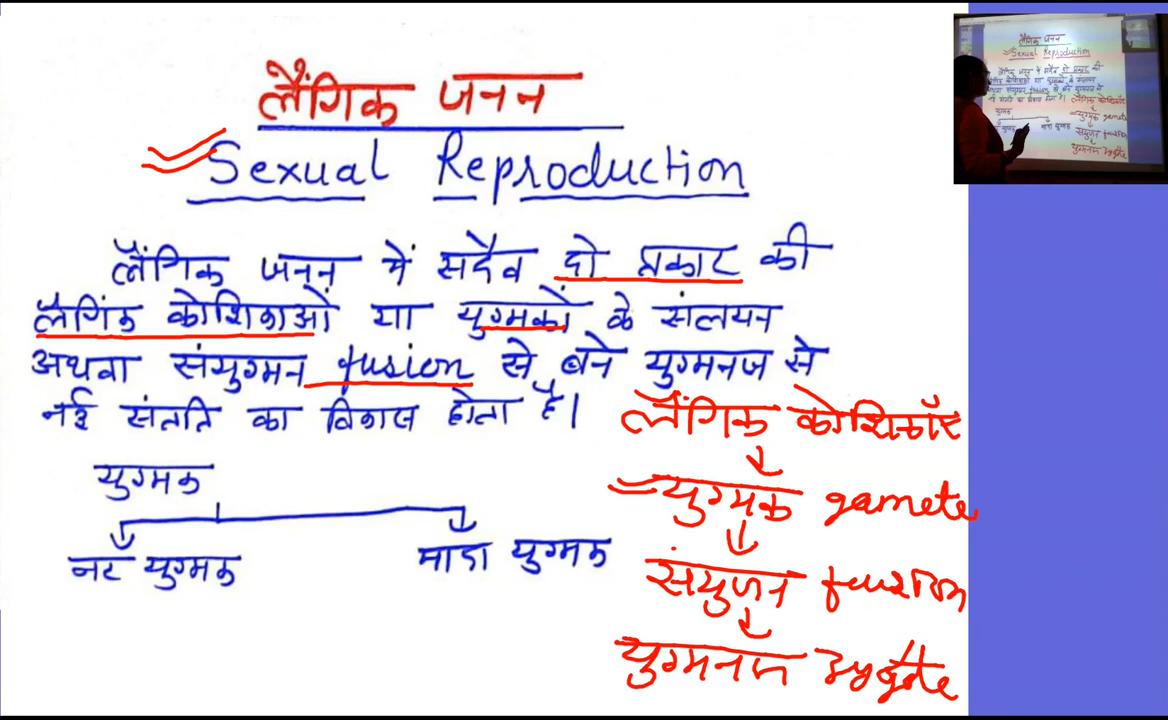 लैंगिक जनन
Sexual Reproduction
लैंगिक जनन में सदैव दो प्रकार की
लैगिंक कोशिकाओं या युग्मकों के संलयन
अथवा संयुग्मन fusion से बने युग्मनज से
नई संतति का विकास होता है।
युग्मक
नर युग्मक
मादा युग्मक
लैंगिक कोशिकाएँ
युग्मक gamete
संयुजन fusion
युग्मनज zygote